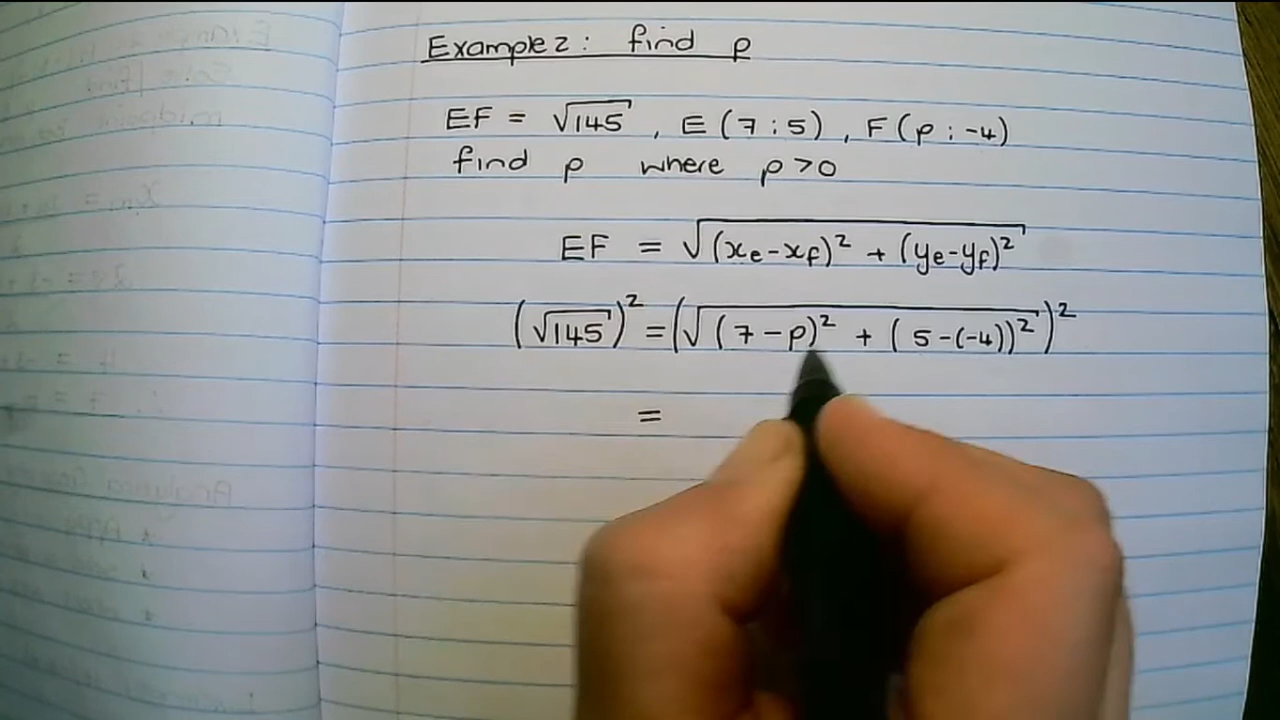 Example 2: find p
EF = √145 , E (7 ; 5) , F (p ; -4)
find p where p > 0
EF = √(xe - xf)² + (ye - yf)²
(√145)² = (√(7 - p)² + (5 - (-4))²)²
=